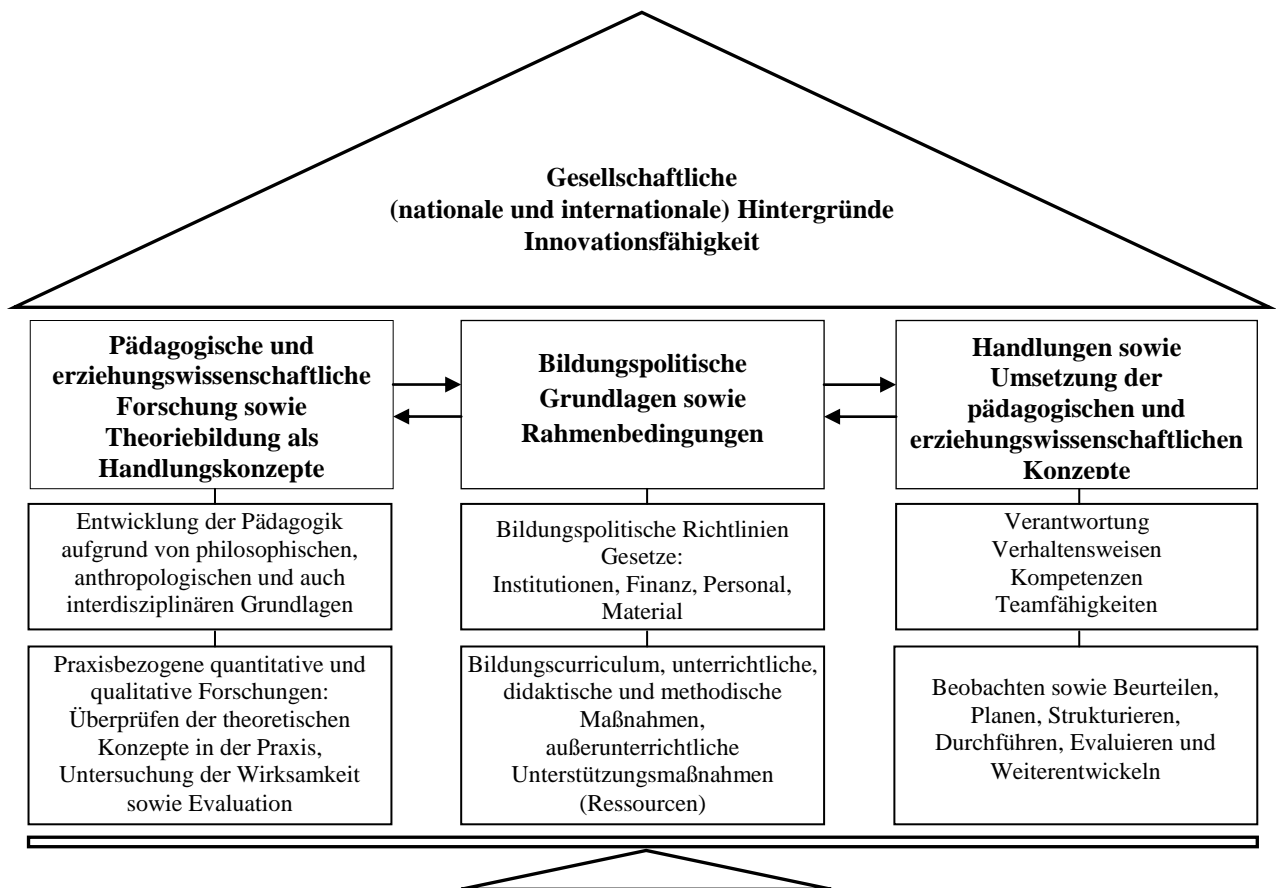 Gesellschaftliche
(nationale und internationale) Hintergründe
Innovationsfähigkeit
Pädagogische und
erziehungswissenschaftliche
Forschung sowie
Theoriebildung als
Handlungskonzepte
Bildungspolitische
Grundlagen sowie
Rahmenbedingungen
Handlungen sowie
Umsetzung der
pädagogischen und
erziehungswissenschaftlichen
Konzepte
Entwicklung der Pädagogik
aufgrund von philosophischen,
anthropologischen und auch
interdisziplinären Grundlagen
Bildungspolitische Richtlinien
Gesetze:
Institutionen, Finanz, Personal,
Material
Verantwortung
Verhaltensweisen
Kompetenzen
Teamfähigkeiten
Praxisbezogene quantitative und
qualitative Forschungen:
Überprüfen der theoretischen
Konzepte in der Praxis,
Untersuchung der Wirksamkeit
sowie Evaluation
Bildungscurriculum, unterrichtliche,
didaktische und methodische
Maßnahmen,
außerunterrichtliche
Unterstützungsmaßnahmen
(Ressourcen)
Beobachten sowie Beurteilen,
Planen, Strukturieren,
Durchführen, Evaluieren und
Weiterentwickeln